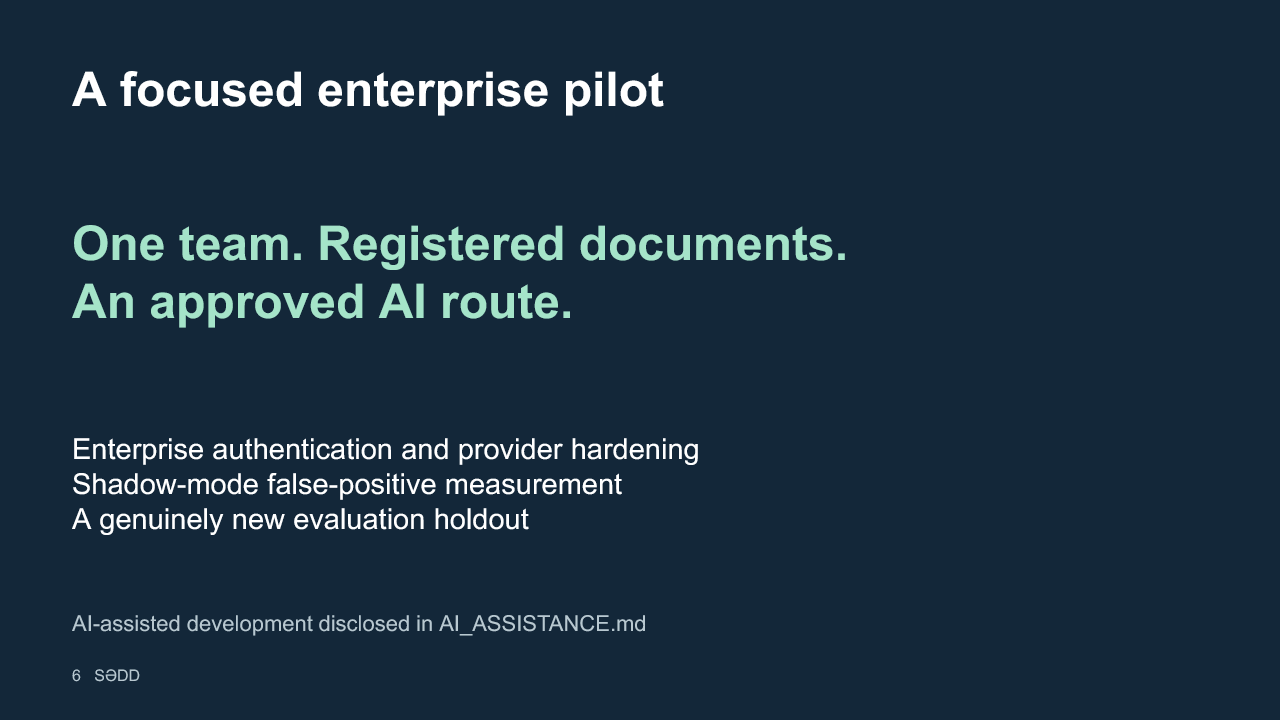 A focused enterprise pilot
One team. Registered documents.
An approved AI route.
Enterprise authentication and provider hardening
Shadow-mode false-positive measurement
A genuinely new evaluation holdout
AI-assisted development disclosed in AI_ASSISTANCE.md
6 SƏDD